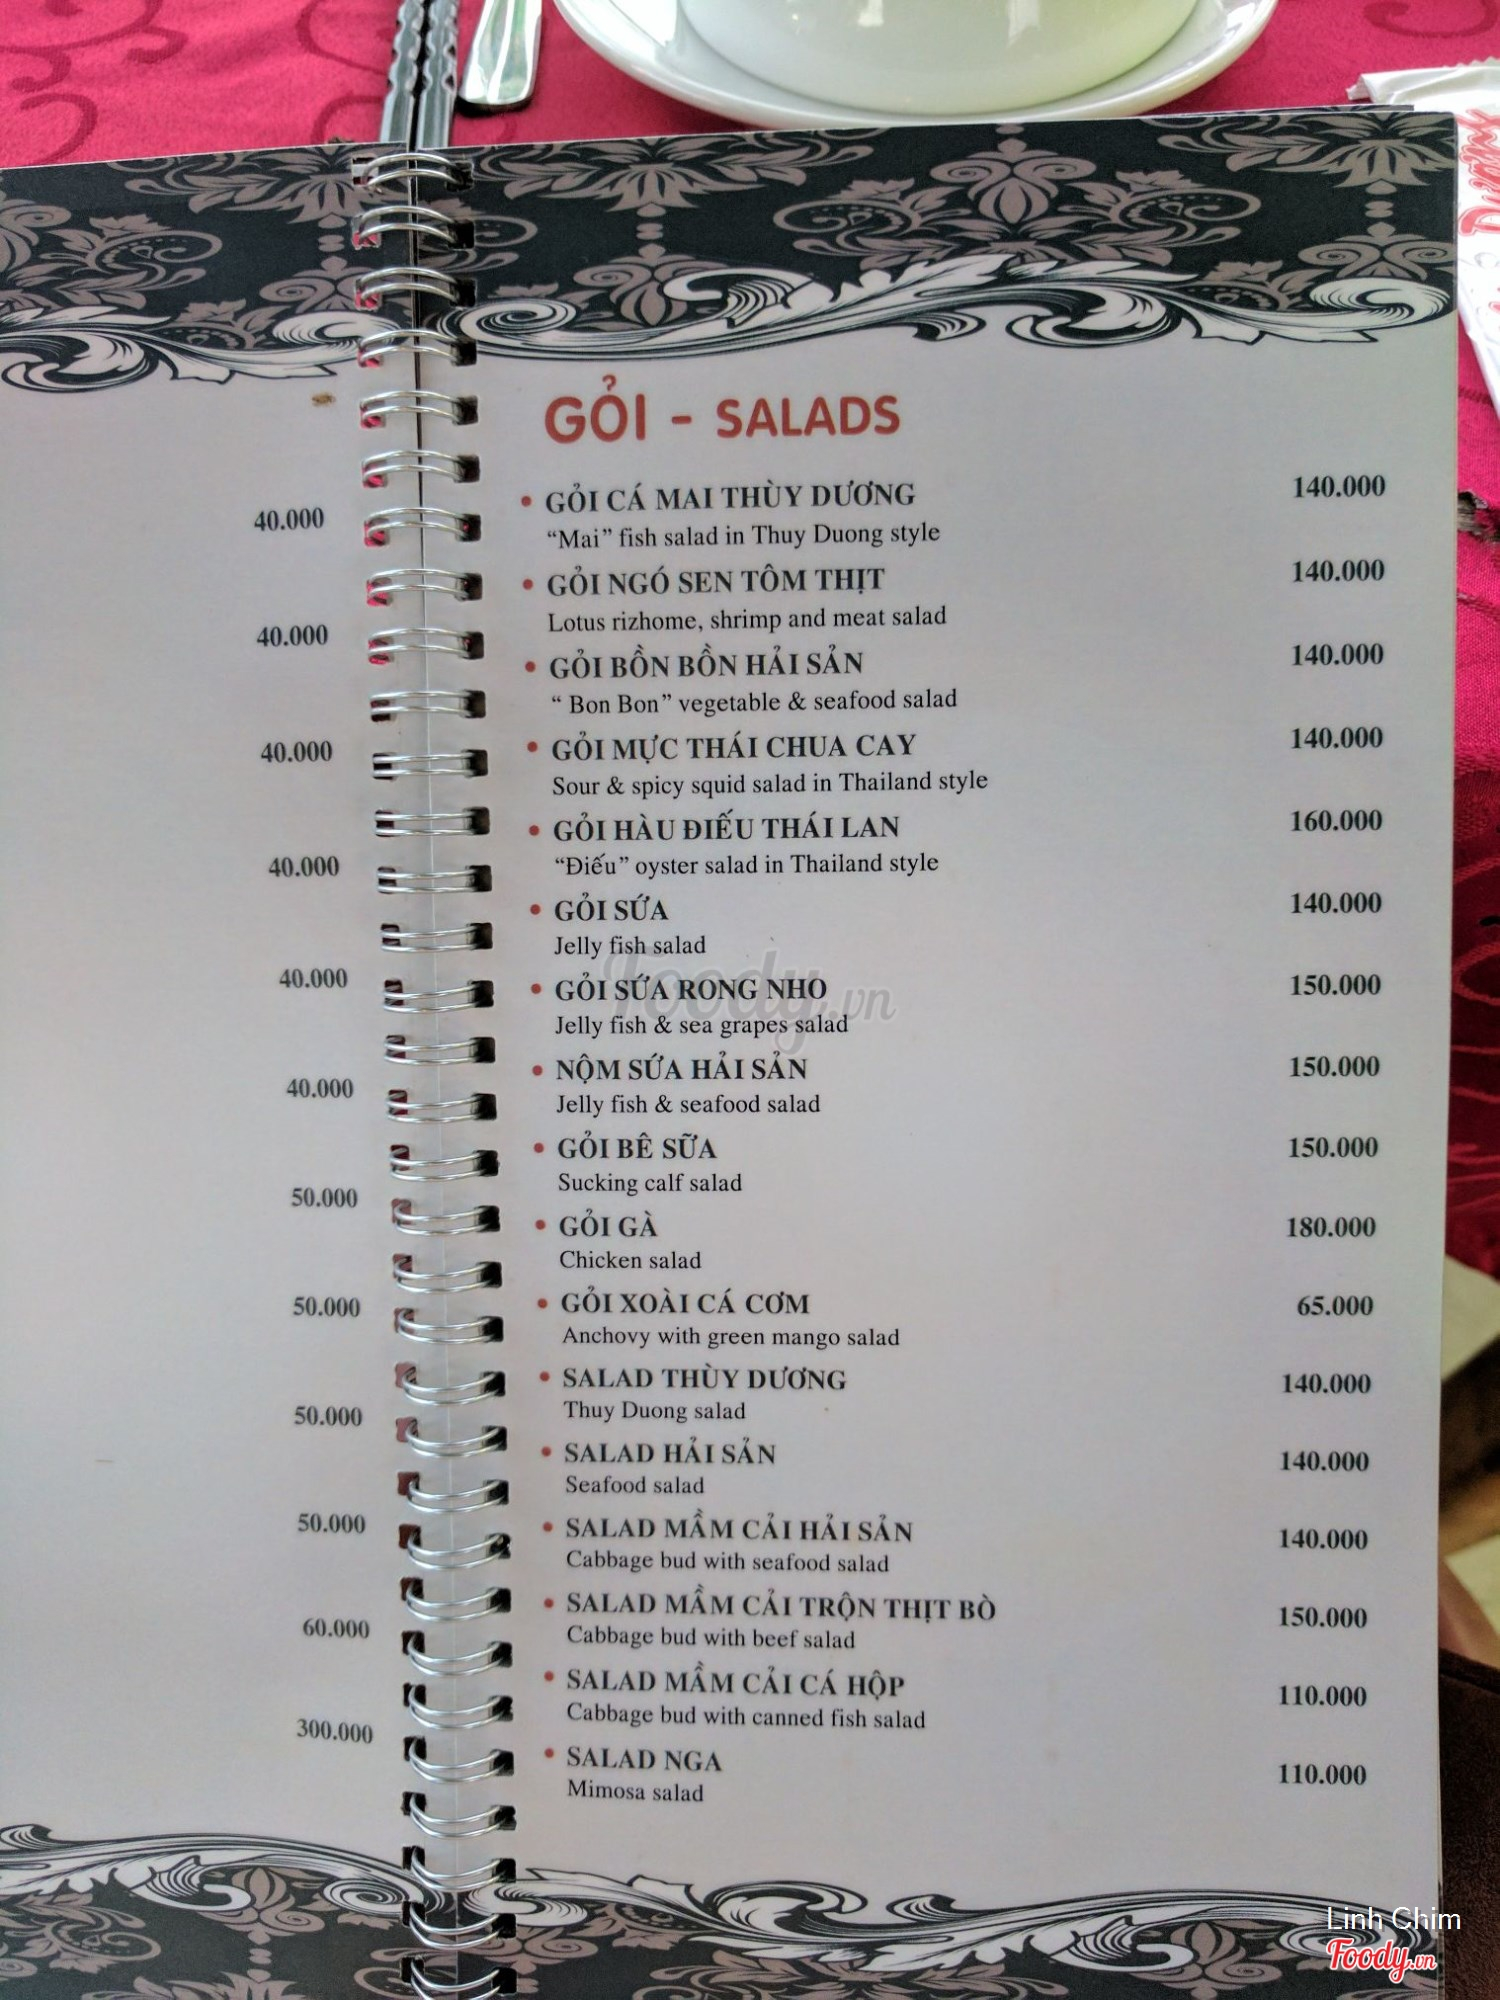 40.000
40.000
40.000
40.000
40.000
40.000
50.000
50.000
50.000
50.000
60.000
300.000
GỎI - SALADS
• GỎI CÁ MAI THÙY DƯƠNG 140.000
“Mai” fish salad in Thuy Duong style
• GỎI NGÓ SEN TÔM THỊT 140.000
Lotus rizhome, shrimp and meat salad
• GỎI BỒN BỒN HẢI SẢN 140.000
“ Bon Bon” vegetable & seafood salad
• GỎI MỰC THÁI CHUA CAY 140.000
Sour & spicy squid salad in Thailand style
• GỎI HÀU ĐIẾU THÁI LAN 160.000
“Điếu” oyster salad in Thailand style
• GỎI SỨA 140.000
Jelly fish salad
• GỎI SỨA RONG NHO 150.000
Jelly fish & sea grapes salad
• NỘM SỨA HẢI SẢN 150.000
Jelly fish & seafood salad
• GỎI BÊ SỮA 150.000
Sucking calf salad
• GỎI GÀ 180.000
Chicken salad
• GỎI XOÀI CÁ CƠM 65.000
Anchovy with green mango salad
• SALAD THÙY DƯƠNG 140.000
Thuy Duong salad
• SALAD HẢI SẢN 140.000
Seafood salad
• SALAD MẦM CẢI HẢI SẢN 140.000
Cabbage bud with seafood salad
• SALAD MẦM CẢI TRỘN THỊT BÒ 150.000
Cabbage bud with beef salad
• SALAD MẦM CẢI CÁ HỘP 110.000
Cabbage bud with canned fish salad
• SALAD NGA 110.000
Mimosa salad
Foody.vn
Linh Chim
Foody.vn